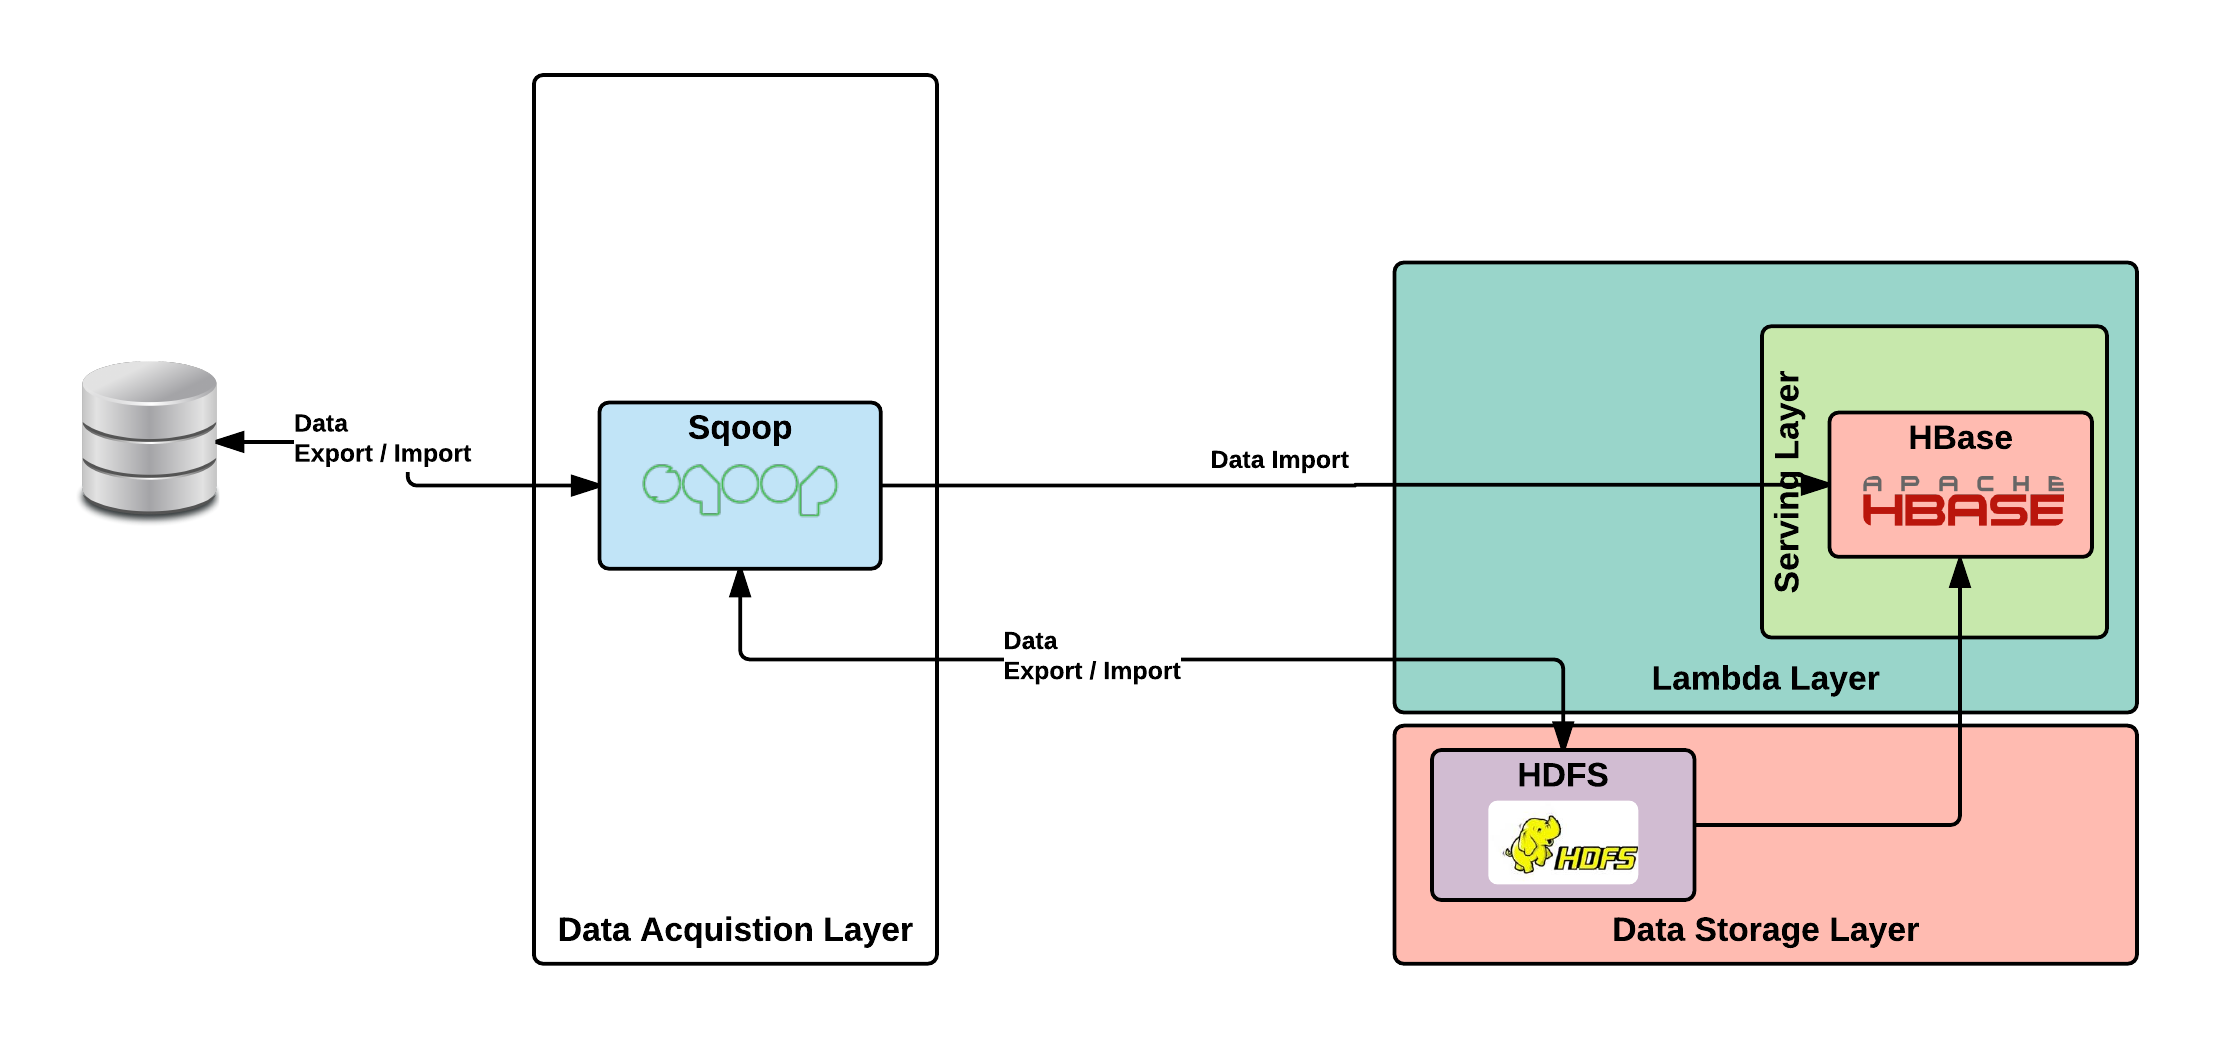 Data
Export / Import
Sqoop
sqoop
Data Acquistion Layer
Data Import
Data
Export / Import
Serving Layer
HBase
APACHE
HBASE
Lambda Layer
HDFS
HDFS
Data Storage Layer